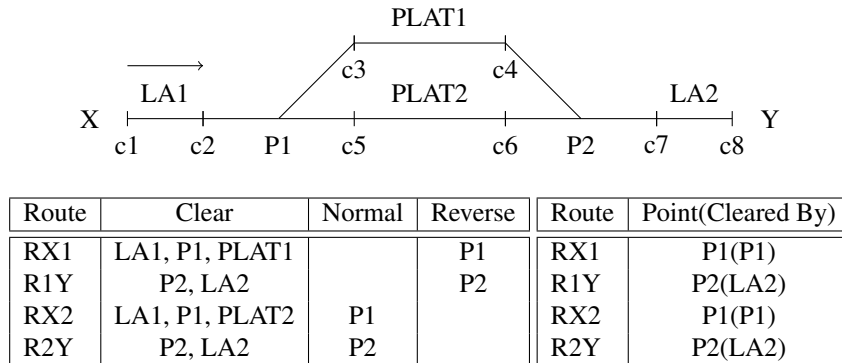 PLAT1
c3 c4
LA1 PLAT2 LA2
X Y
c1 c2 P1 c5 c6 P2 c7 c8
Route Clear Normal Reverse Route Point(Cleared By)
RX1 LA1, P1, PLAT1 P1 RX1 P1(P1)
R1Y P2, LA2 P2 R1Y P2(LA2)
RX2 LA1, P1, PLAT2 P1 RX2 P1(P1)
R2Y P2, LA2 P2 R2Y P2(LA2)